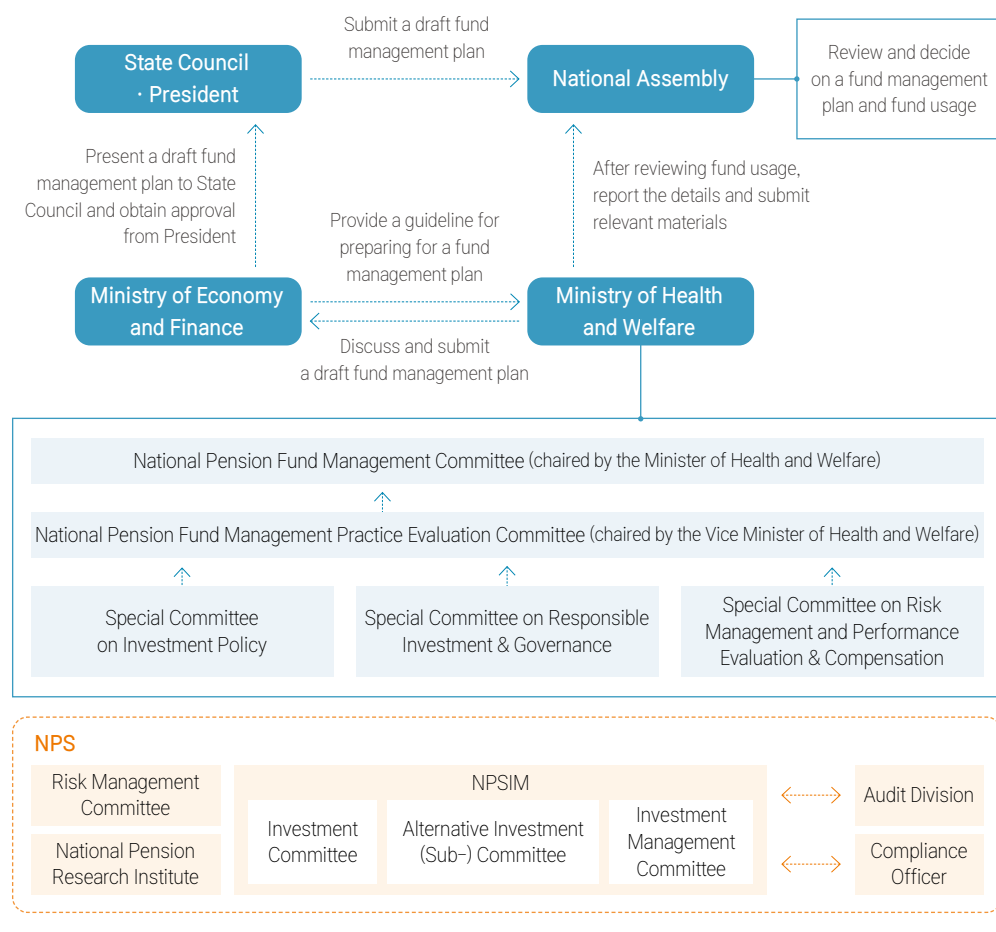 Submit a draft fund
management plan
State Council
· President
National Assembly
Review and decide
on a fund management
plan and fund usage
Present a draft fund
management plan to State
Council and obtain approval
from President
After reviewing fund usage,
report the details and submit
relevant materials
Provide a guideline for
preparing for a fund
management plan
Ministry of Economy
and Finance
Ministry of Health
and Welfare
Discuss and submit
a draft fund management plan
National Pension Fund Management Committee (chaired by the Minister of Health and Welfare)
National Pension Fund Management Practice Evaluation Committee (chaired by the Vice Minister of Health and Welfare)
Special Committee
on Investment Policy
Special Committee on Responsible
Investment & Governance
Special Committee on Risk
Management and Performance
Evaluation & Compensation
NPS
Risk Management
Committee
National Pension
Research Institute
NPSIM
Investment
Committee
Alternative Investment
(Sub-) Committee
Investment
Management
Committee
Audit Division
Compliance
Officer